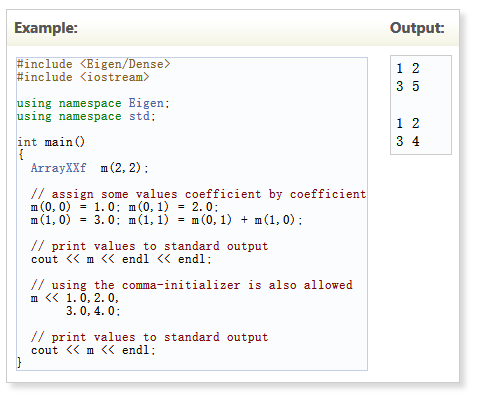 Example:
Output:
#include <Eigen/Dense>
#include <iostream>
using namespace Eigen;
using namespace std;
int main()
{
ArrayXXf m(2,2);
// assign some values coefficient by coefficient
m(0,0) = 1.0; m(0,1) = 2.0;
m(1,0) = 3.0; m(1,1) = m(0,1) + m(1,0);
// print values to standard output
cout << m << endl << endl;
// using the comma-initializer is also allowed
m << 1.0,2.0,
3.0,4.0;
// print values to standard output
cout << m << endl;
}
1 2
3 5
1 2
3 4